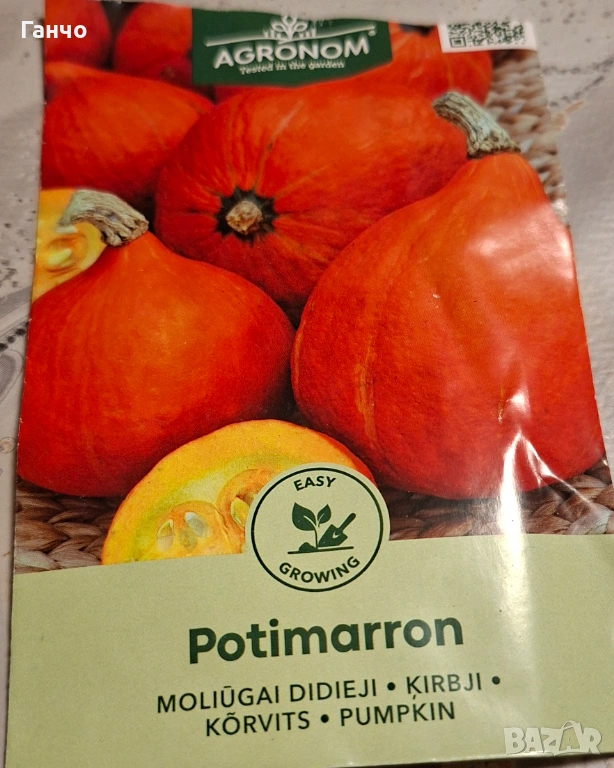 Ганчо
AGRONOM®
Tested in the garden
EASY
GROWING
Potimarron
MOLIŪGAI DIDIEJI • ĶIRBJI •
KÕRVITS • PUMPKIN
BAZAR